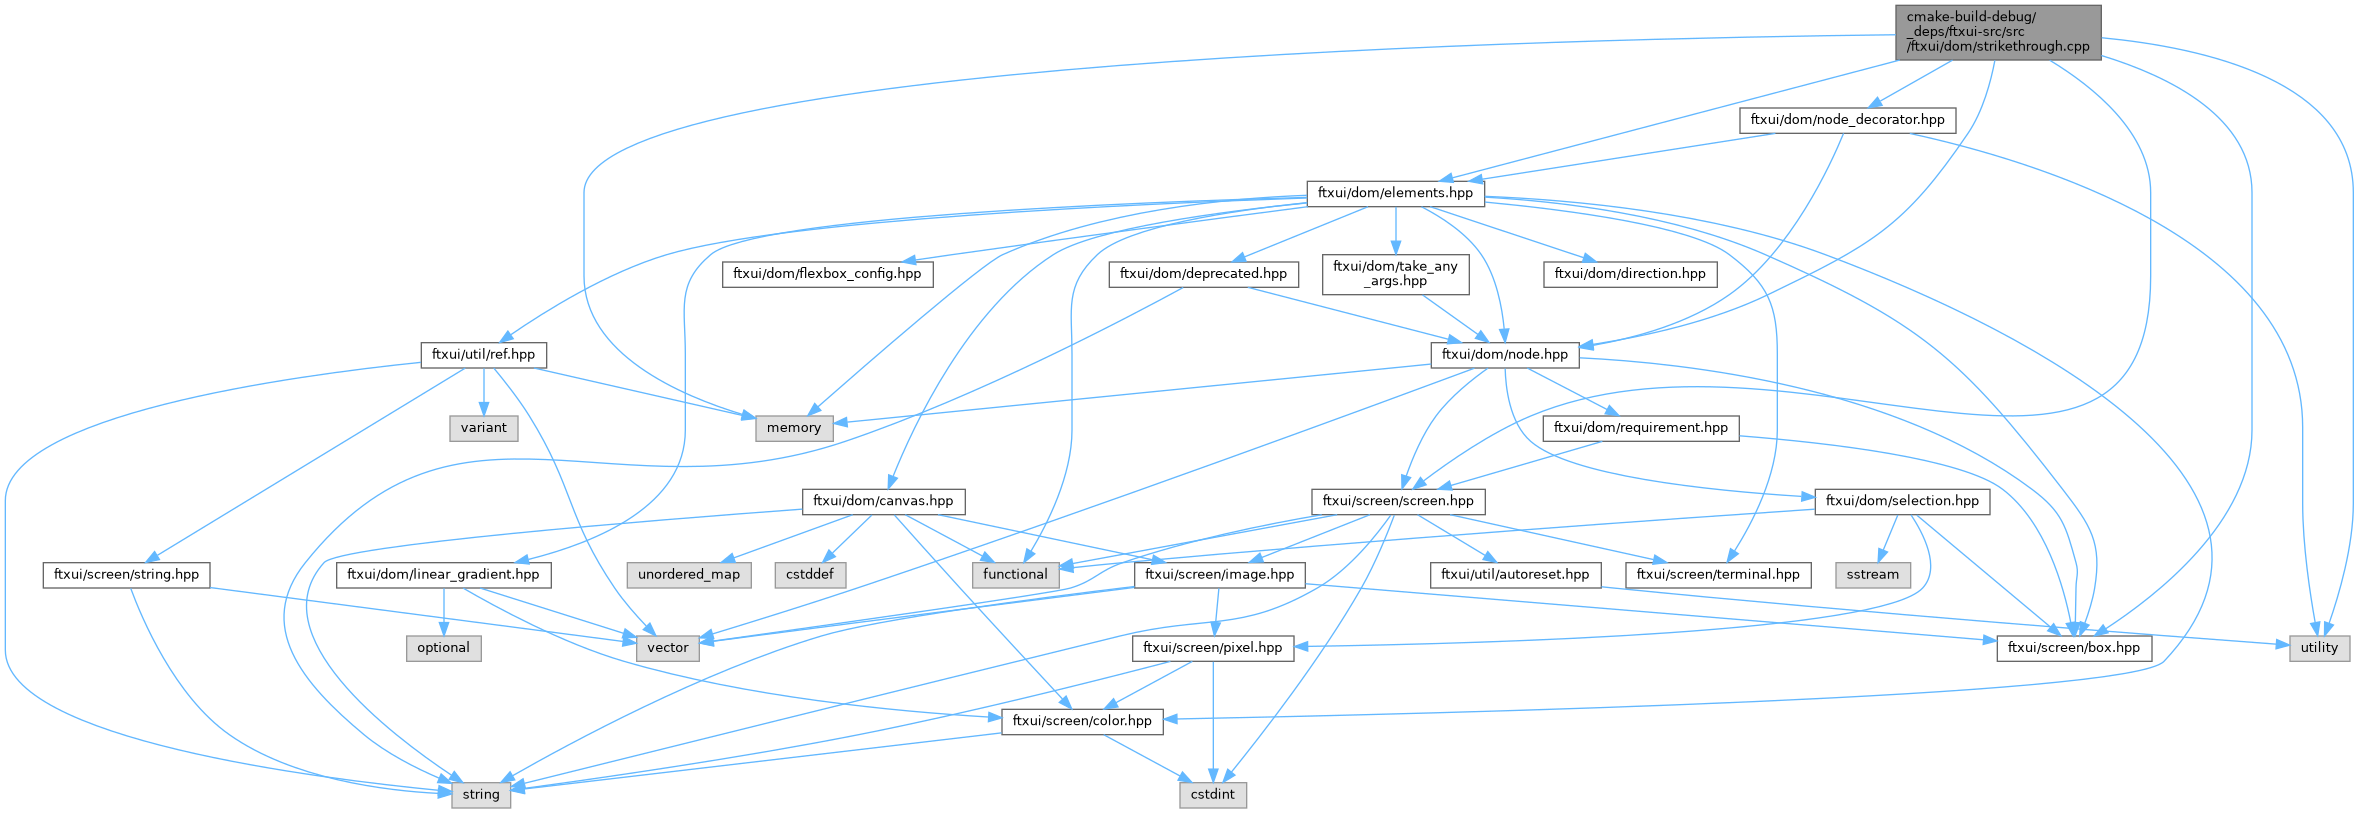 cmake-build-debug/
_deps/ftxui-src/src
/ftxui/dom/strikethrough.cpp
ftxui/dom/node_decorator.hpp
ftxui/dom/elements.hpp
ftxui/dom/flexbox_config.hpp
ftxui/dom/deprecated.hpp
ftxui/dom/take_any
_args.hpp
ftxui/dom/direction.hpp
ftxui/util/ref.hpp
ftxui/dom/node.hpp
variant
memory
ftxui/dom/requirement.hpp
ftxui/dom/canvas.hpp
ftxui/screen/screen.hpp
ftxui/dom/selection.hpp
ftxui/screen/string.hpp
ftxui/dom/linear_gradient.hpp
unordered_map
cstddef
functional
ftxui/screen/image.hpp
ftxui/util/autoreset.hpp
ftxui/screen/terminal.hpp
sstream
optional
vector
ftxui/screen/pixel.hpp
ftxui/screen/box.hpp
utility
ftxui/screen/color.hpp
string
cstdint